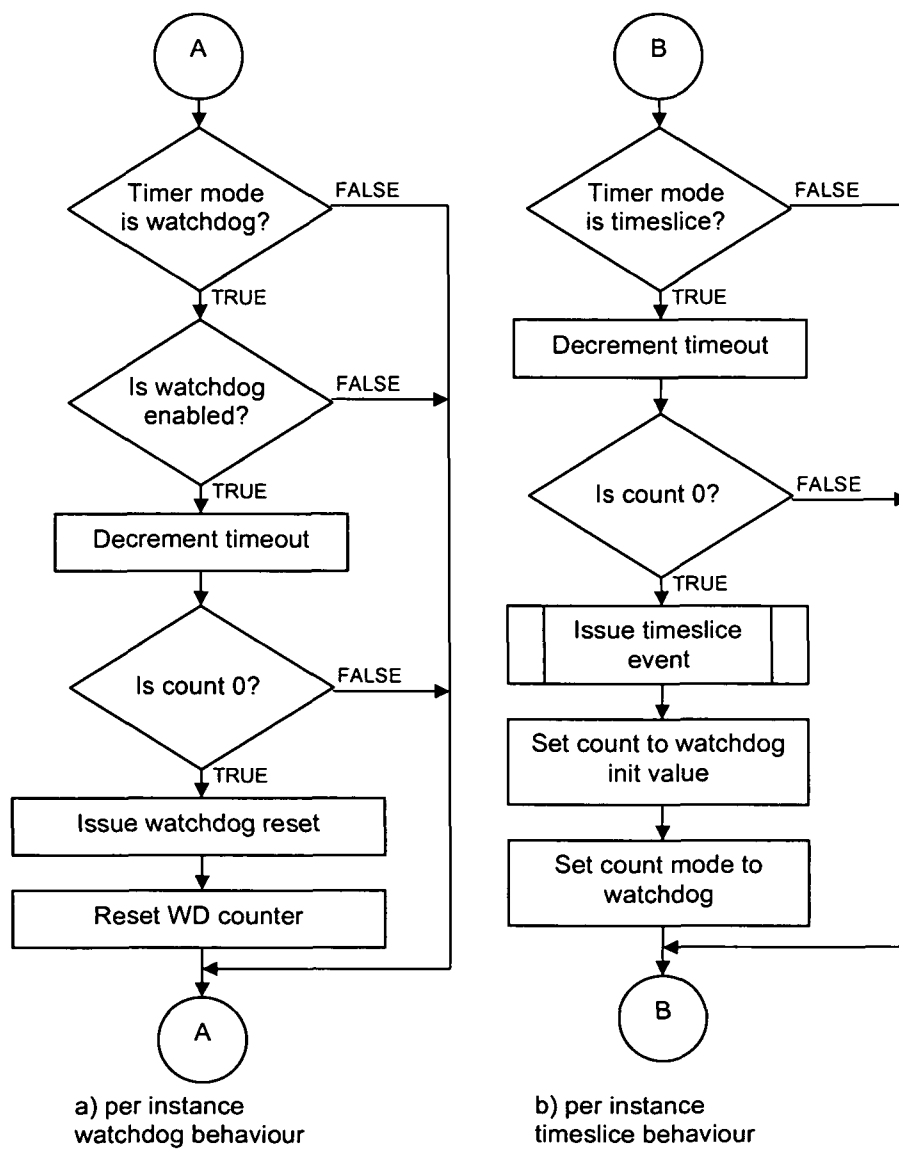 A
Timer mode
is watchdog?
FALSE
TRUE
Is watchdog
enabled?
FALSE
TRUE
Decrement timeout
Is count 0?
FALSE
TRUE
Issue watchdog reset
Reset WD counter
A
a) per instance
watchdog behaviour
B
Timer mode
is timeslice?
FALSE
TRUE
Decrement timeout
Is count 0?
FALSE
TRUE
Issue timeslice
event
Set count to watchdog
init value
Set count mode to
watchdog
B
b) per instance
timeslice behaviour